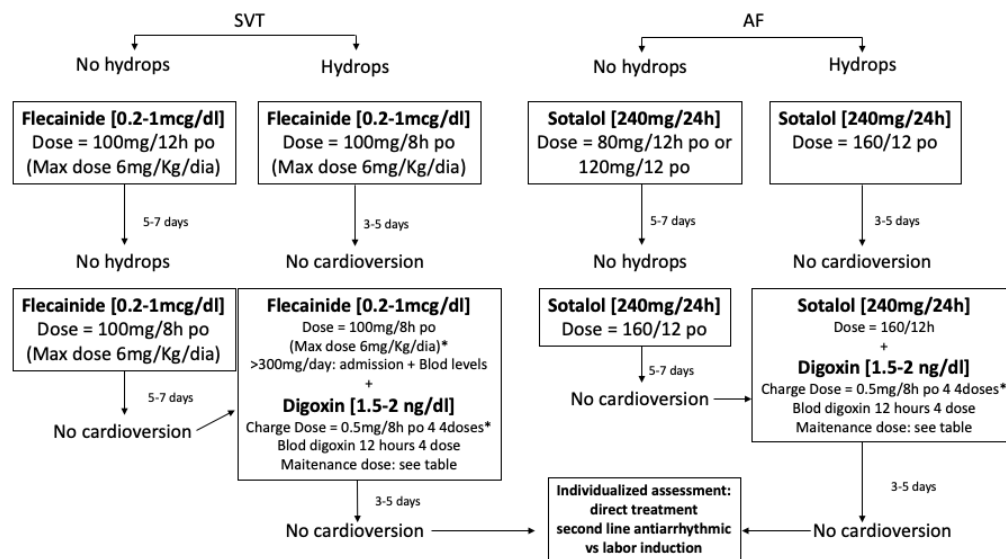 SVT
AF
No hydrops
Hydrops
No hydrops
Hydrops
Flecainide [0.2-1mcg/dl]
Dose = 100mg/12h po
(Max dose 6mg/Kg/dia)
Flecainide [0.2-1mcg/dl]
Dose = 100mg/8h po
(Max dose 6mg/Kg/dia)
Sotalol [240mg/24h]
Dose = 80mg/12h po or
120mg/12 po
Sotalol [240mg/24h]
Dose = 160/12 po
5-7 days
3-5 days
5-7 days
3-5 days
No hydrops
No cardioversion
No hydrops
No cardioversion
Flecainide [0.2-1mcg/dl]
Dose = 100mg/8h po
(Max dose 6mg/Kg/dia)
Flecainide [0.2-1mcg/dl]
Dose = 100mg/8h po
(Max dose 6mg/Kg/dia)*
>300mg/day: admission + Blod levels
+
Digoxin [1.5-2 ng/dl]
Charge Dose = 0.5mg/8h po 4 4doses*
Blod digoxin 12 hours 4 dose
Maitenance dose: see table
Sotalol [240mg/24h]
Dose = 160/12 po
Sotalol [240mg/24h]
Dose = 160/12h
+
Digoxin [1.5-2 ng/dl]
Charge Dose = 0.5mg/8h po 4 4doses*
Blod digoxin 12 hours 4 dose
Maitenance dose: see table
5-7 days
No cardioversion
5-7 days
No cardioversion
3-5 days
No cardioversion
Individualized assessment:
direct treatment
second line antiarrhythmic
vs labor induction
3-5 days
No cardioversion